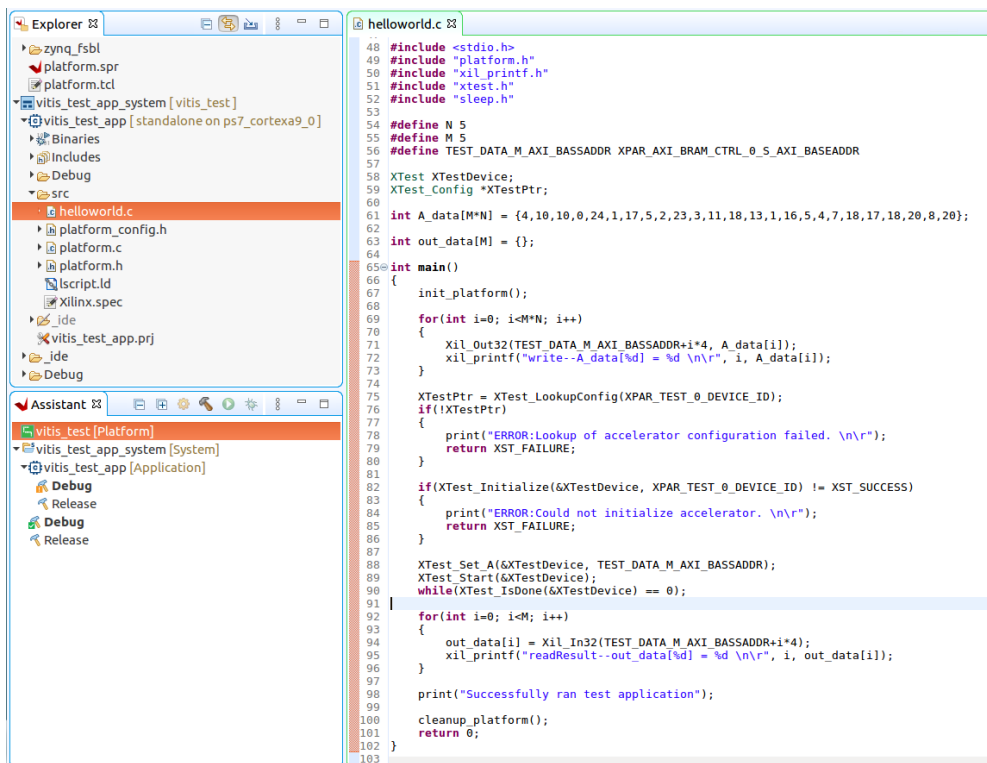 Explorer
zynq_fsbl
platform.spr
platform.tcl
vitis_test_app_system [ vitis_test ]
vitis_test_app [ standalone on ps7_cortexa9_0 ]
Binaries
Includes
Debug
src
helloworld.c
platform_config.h
platform.c
platform.h
lscript.ld
Xilinx.spec
_ide
vitis_test_app.prj
_ide
Debug
Assistant
vitis_test [Platform]
vitis_test_app_system [System]
vitis_test_app [Application]
Debug
Release
Debug
Release
helloworld.c
48 #include <stdio.h>
49 #include "platform.h"
50 #include "xil_printf.h"
51 #include "xtest.h"
52 #include "sleep.h"
53
54 #define N 5
55 #define M 5
56 #define TEST_DATA_M_AXI_BASSADDR XPAR_AXI_BRAM_CTRL_0_S_AXI_BASEADDR
57
58 XTest XTestDevice;
59 XTest_Config *XTestPtr;
60
61 int A_data[M*N] = {4,10,10,0,24,1,17,5,2,23,3,11,18,13,1,16,5,4,7,18,17,18,20,8,20};
62
63 int out_data[M] = {};
64
65 int main()
66 {
67     init_platform();
68
69     for(int i=0; i<M*N; i++)
70     {
71         Xil_Out32(TEST_DATA_M_AXI_BASSADDR+i*4, A_data[i]);
72         xil_printf("write--A_data[%d] = %d \n\r", i, A_data[i]);
73     }
74
75     XTestPtr = XTest_LookupConfig(XPAR_TEST_0_DEVICE_ID);
76     if(!XTestPtr)
77     {
78         print("ERROR:Lookup of accelerator configuration failed. \n\r");
79         return XST_FAILURE;
80     }
81
82     if(XTest_Initialize(&XTestDevice, XPAR_TEST_0_DEVICE_ID) != XST_SUCCESS)
83     {
84         print("ERROR:Could not initialize accelerator. \n\r");
85         return XST_FAILURE;
86     }
87
88     XTest_Set_A(&XTestDevice, TEST_DATA_M_AXI_BASSADDR);
89     XTest_Start(&XTestDevice);
90     while(XTest_IsDone(&XTestDevice) == 0);
91
92     for(int i=0; i<M; i++)
93     {
94         out_data[i] = Xil_In32(TEST_DATA_M_AXI_BASSADDR+i*4);
95         xil_printf("readResult--out_data[%d] = %d \n\r", i, out_data[i]);
96     }
97
98     print("Successfully ran test application");
99
100     cleanup_platform();
101     return 0;
102 }
103